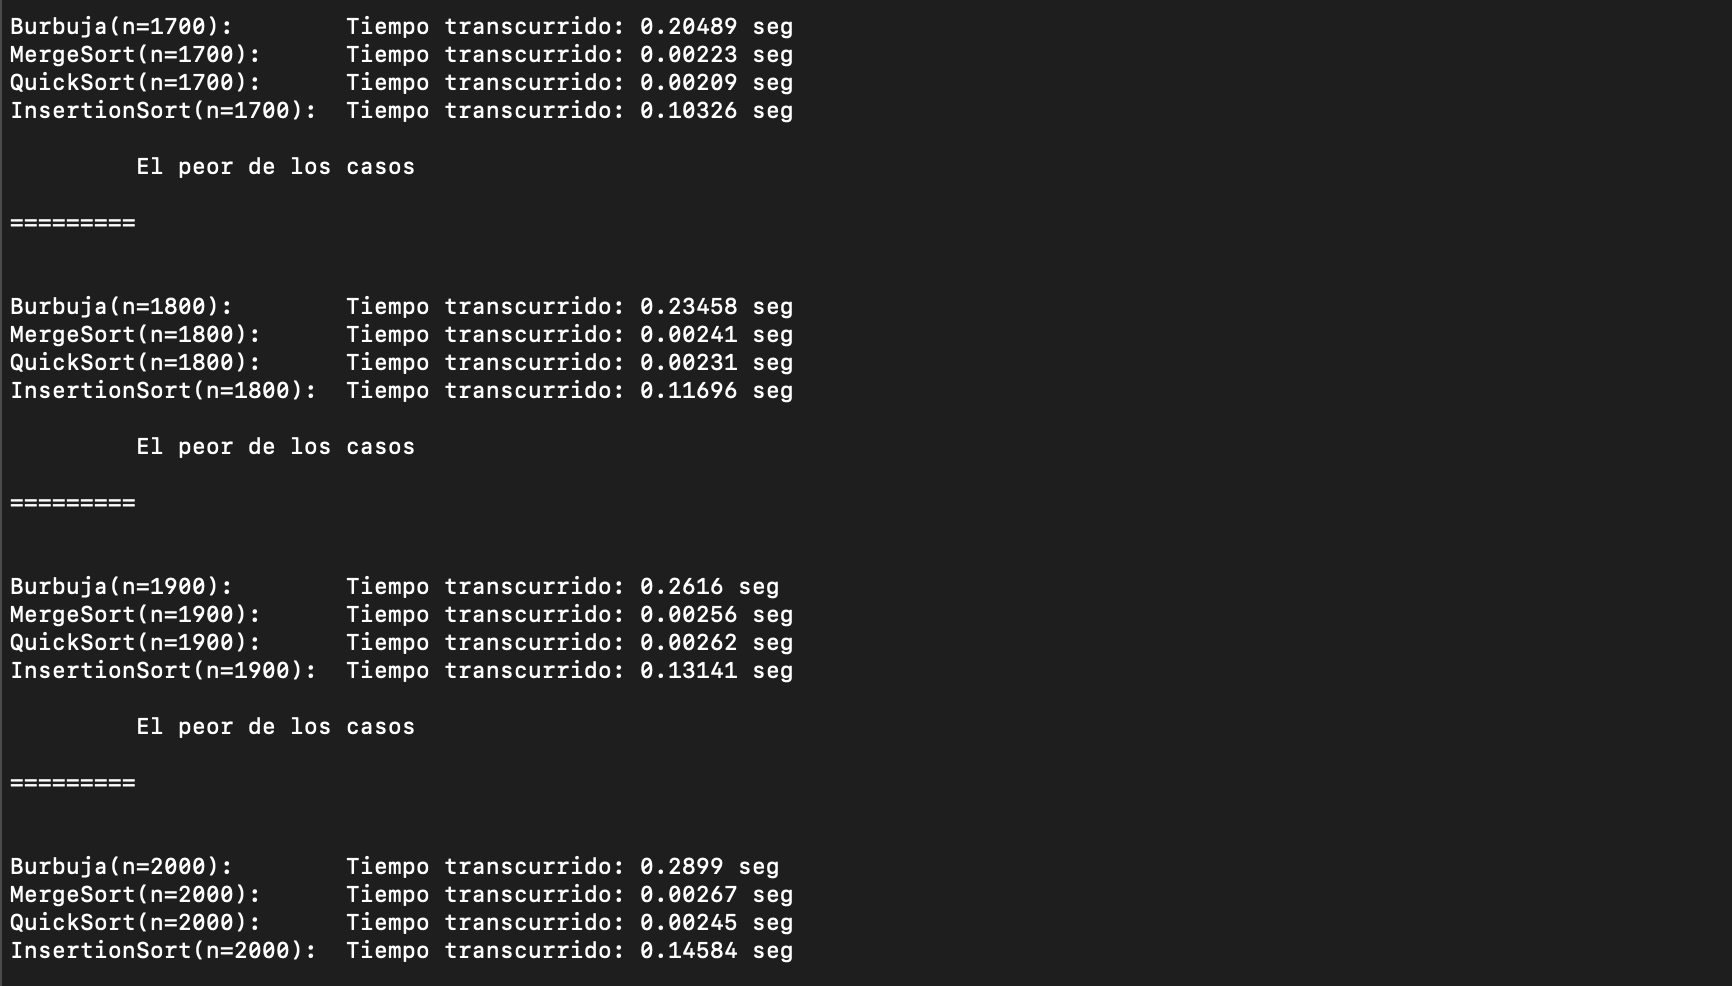 Burbuja(n=1700):        Tiempo transcurrido: 0.20489 seg
MergeSort(n=1700):      Tiempo transcurrido: 0.00223 seg
QuickSort(n=1700):      Tiempo transcurrido: 0.00209 seg
InsertionSort(n=1700):  Tiempo transcurrido: 0.10326 seg
El peor de los casos
=========
Burbuja(n=1800):        Tiempo transcurrido: 0.23458 seg
MergeSort(n=1800):      Tiempo transcurrido: 0.00241 seg
QuickSort(n=1800):      Tiempo transcurrido: 0.00231 seg
InsertionSort(n=1800):  Tiempo transcurrido: 0.11696 seg
El peor de los casos
=========
Burbuja(n=1900):        Tiempo transcurrido: 0.2616 seg
MergeSort(n=1900):      Tiempo transcurrido: 0.00256 seg
QuickSort(n=1900):      Tiempo transcurrido: 0.00262 seg
InsertionSort(n=1900):  Tiempo transcurrido: 0.13141 seg
El peor de los casos
=========
Burbuja(n=2000):        Tiempo transcurrido: 0.2899 seg
MergeSort(n=2000):      Tiempo transcurrido: 0.00267 seg
QuickSort(n=2000):      Tiempo transcurrido: 0.00245 seg
InsertionSort(n=2000):  Tiempo transcurrido: 0.14584 seg